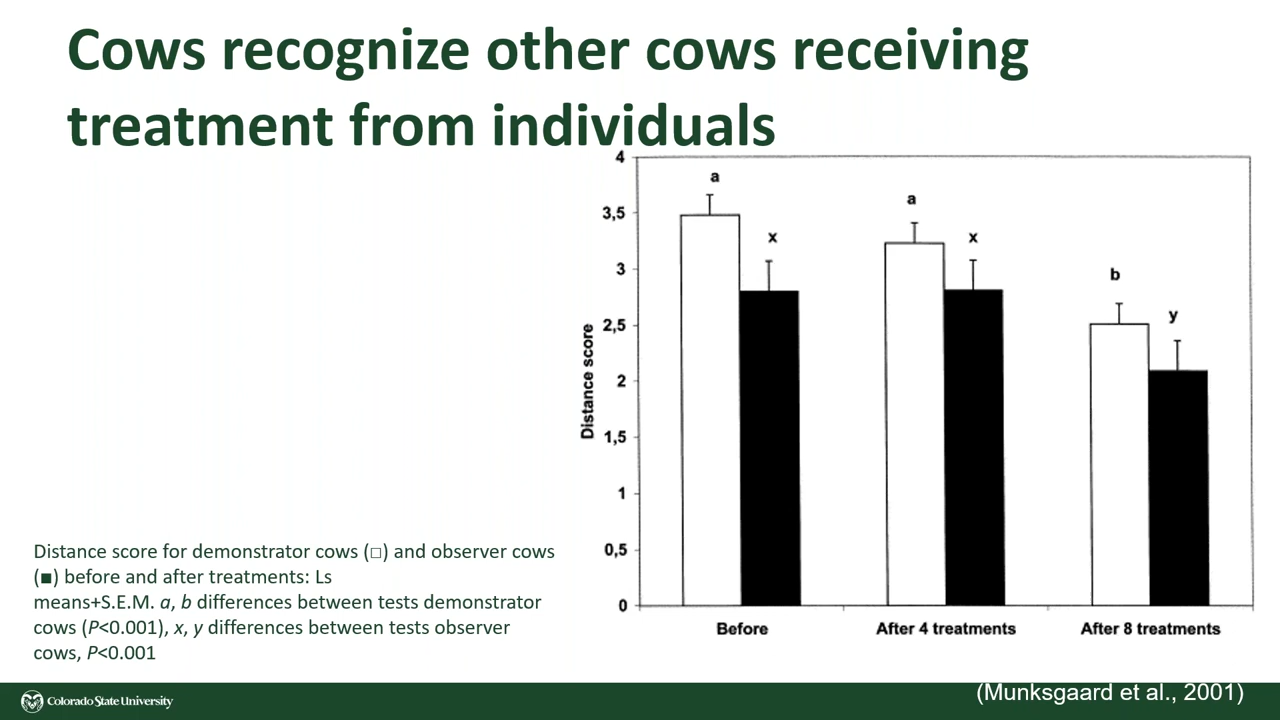 Cows recognize other cows receiving
treatment from individuals
4
3,5
3
2,5
2
1,5
1
0,5
0
Distance score
a
x
a
x
b
y
Before
After 4 treatments
After 8 treatments
Distance score for demonstrator cows (□) and observer cows
(■) before and after treatments: Ls
means+S.E.M. a, b differences between tests demonstrator
cows (P<0.001), x, y differences between tests observer
cows, P<0.001
Colorado State University
(Munksgaard et al., 2001)